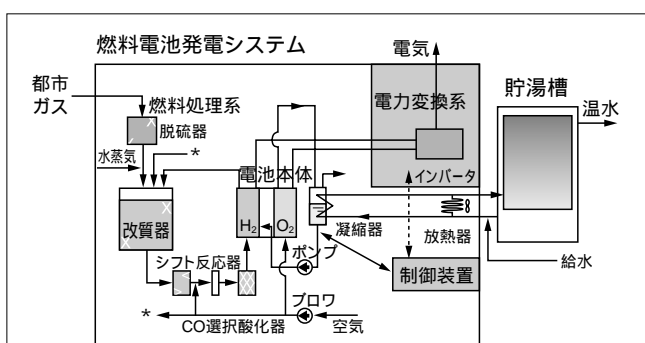 燃料電池発電システム
電気
都市
ガス
燃料処理系
脱硫器
電力変換系
貯湯槽
温水
水蒸気
*
電池本体
インバータ
改質器
H₂
O₂
凝縮器
放熱器
シフト反応器
ポンプ
制御装置
給水
ブロワ
*
CO選択酸化器
空気